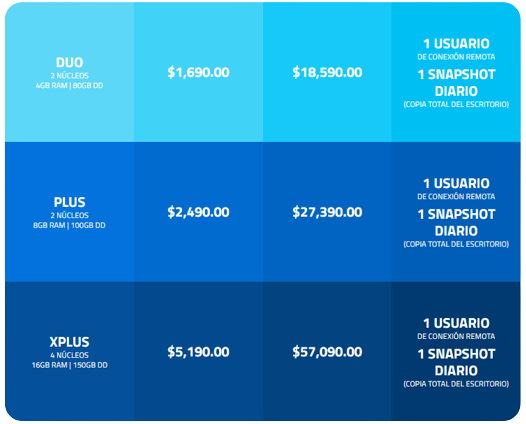 DUO
2 NÚCLEOS
4GB RAM | 80GB DD
$1,690.00
$18,590.00
1 USUARIO
DE CONEXIÓN REMOTA
1 SNAPSHOT
DIARIO
(COPIA TOTAL DEL ESCRITORIO)
PLUS
2 NÚCLEOS
8GB RAM | 100GB DD
$2,490.00
$27,390.00
1 USUARIO
DE CONEXIÓN REMOTA
1 SNAPSHOT
DIARIO
(COPIA TOTAL DEL ESCRITORIO)
XPLUS
4 NÚCLEOS
16GB RAM | 150GB DD
$5,190.00
$57,090.00
1 USUARIO
DE CONEXIÓN REMOTA
1 SNAPSHOT
DIARIO
(COPIA TOTAL DEL ESCRITORIO)